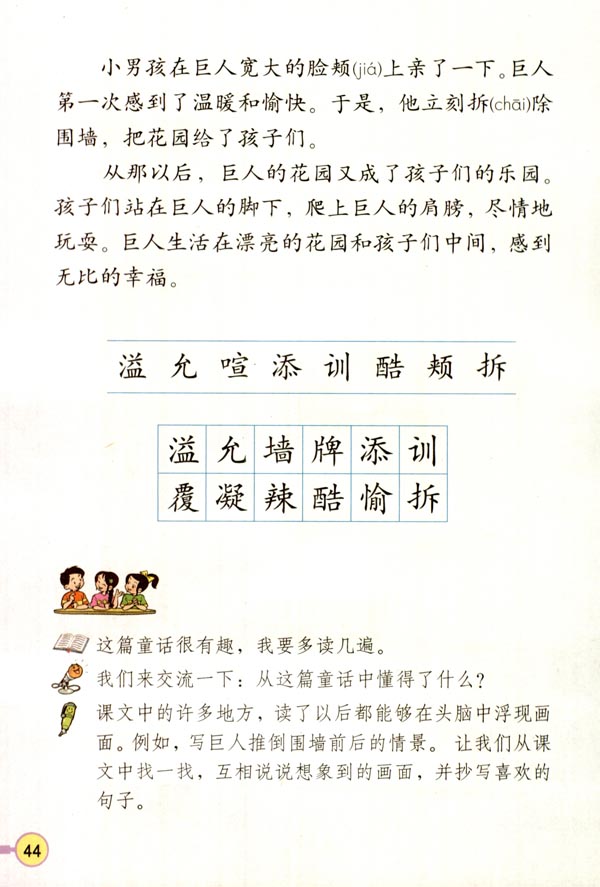 小男孩在巨人宽大的脸颊(jiá)上亲了一下。巨人
第一次感到了温暖和愉快。于是，他立刻拆(chāi)除
围墙，把花园给了孩子们。
从那以后，巨人的花园又成了孩子们的乐园。
孩子们站在巨人的脚下，爬上巨人的肩膀，尽情地
玩耍。巨人生活在漂亮的花园和孩子们中间，感到
无比的幸福。
溢 允 喧 添 训 酷 颊 拆
溢 允 墙 牌 添 训
覆 凝 辣 酷 愉 拆
这篇童话很有趣，我要多读几遍。
我们来交流一下：从这篇童话中懂得了什么？
课文中的许多地方，读了以后都能够在头脑中浮现画
面。例如，写巨人推倒围墙前后的情景。 让我们从课
文中找一找，互相说说想象到的画面，并抄写喜欢的
句子。
44